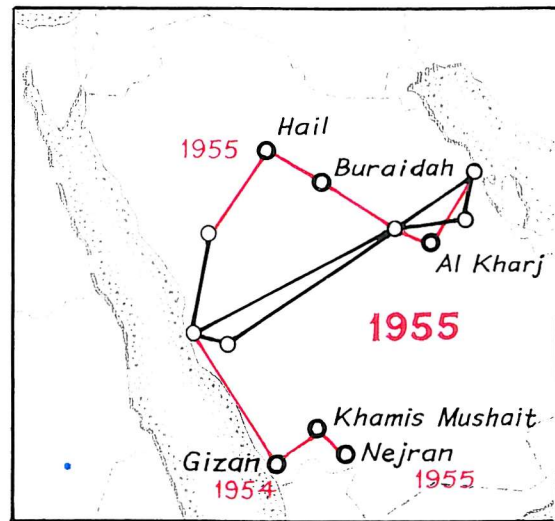 Hail
1955
Buraidah
Al Kharj
1955
Khamis Mushait
Gizan
Nejran
1954
1955